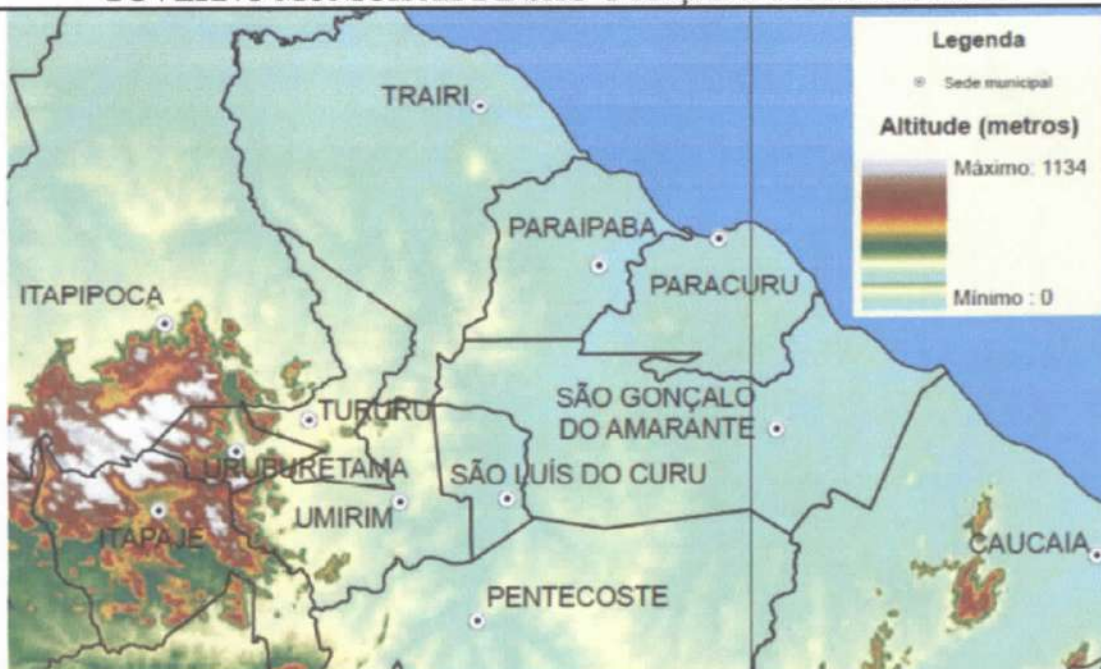 Legenda
Sede municipal
Altitude (metros)
Máximo: 1134
Mínimo : 0
TRAIRI
PARAIPABA
PARACURU
ITAPIPOCA
SÃO GONÇALO
DO AMARANTE
TURURU
URUBURETAMA
SÃO LUÍS DO CURU
UMIRIM
ITAPAJÉ
CAUCAIA
PENTECOSTE